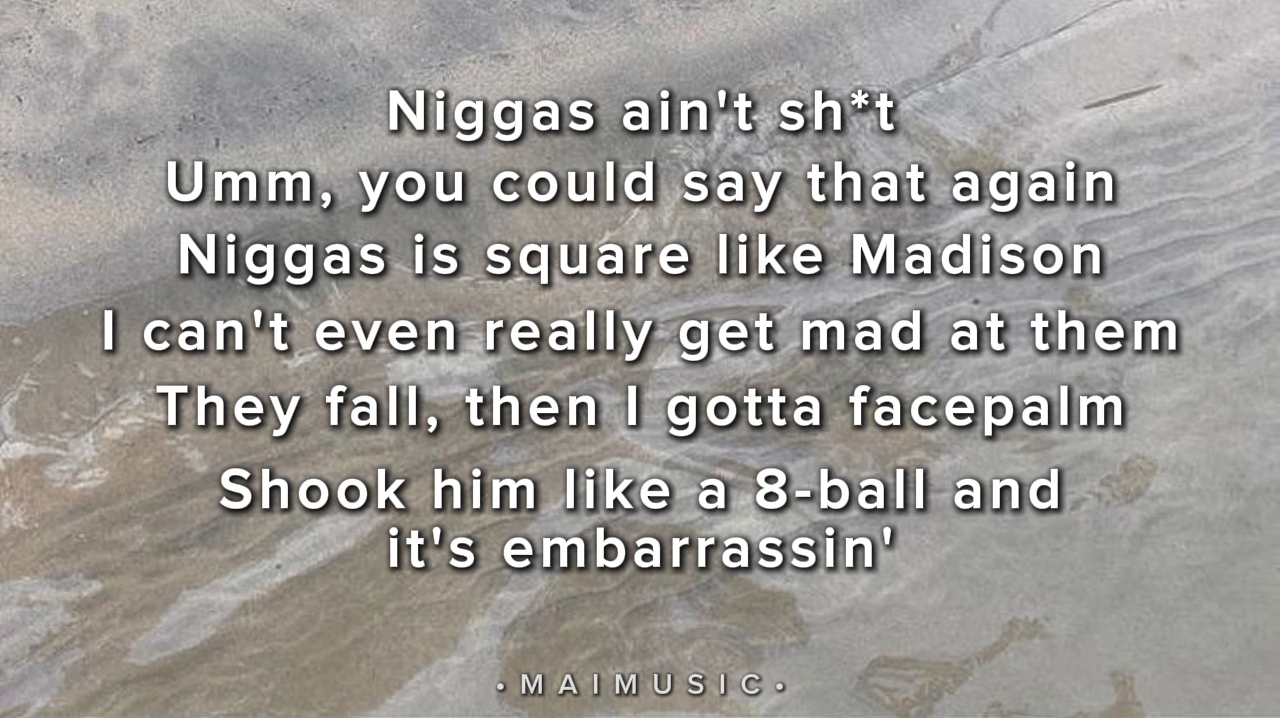 Niggas ain't sh*t
Umm, you could say that again
Niggas is square like Madison
I can't even really get mad at them
They fall, then I gotta facepalm
Shook him like a 8-ball and
it's embarrassin'
•MAIMUSIC•